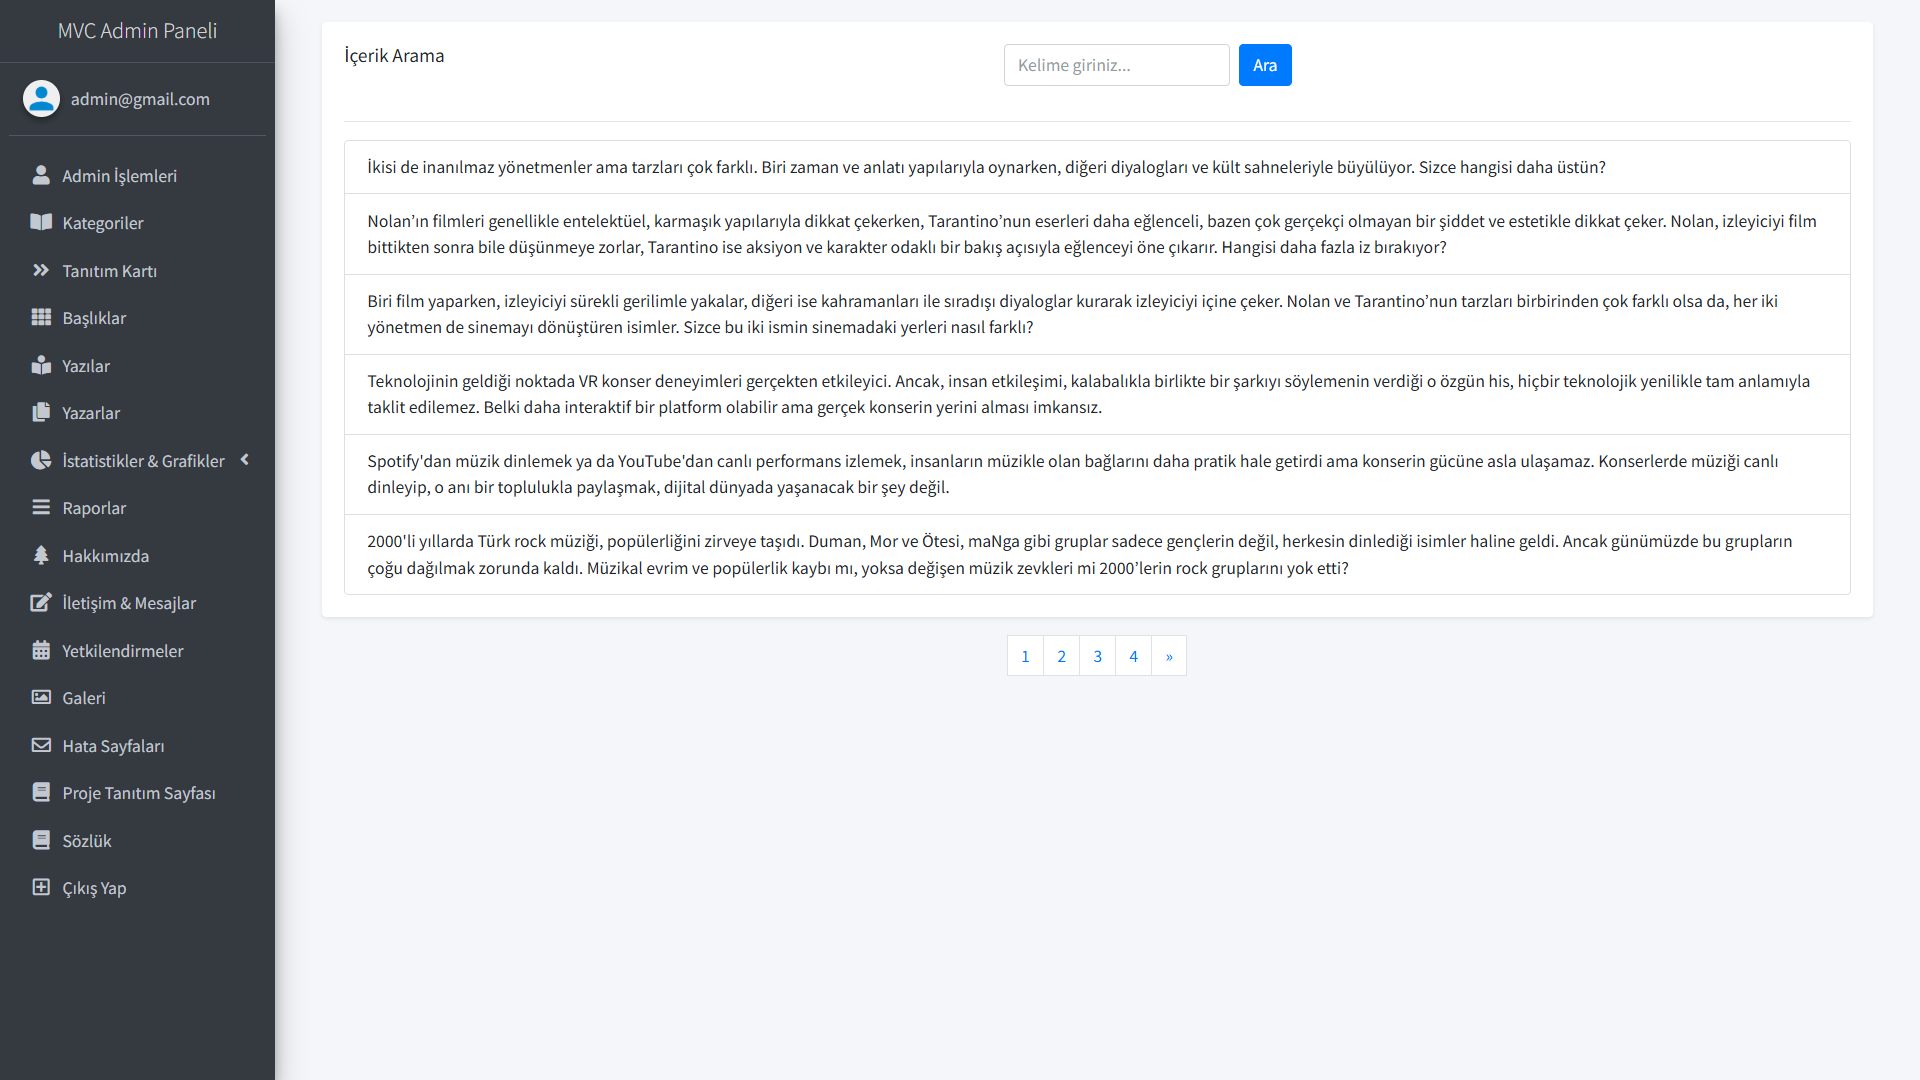 MVC Admin Paneli
admin@gmail.com
Admin İşlemleri
Kategoriler
Tanıtım Kartı
Başlıklar
Yazılar
Yazarlar
İstatistikler & Grafikler
Raporlar
Hakkımızda
İletişim & Mesajlar
Yetkilendirmeler
Galeri
Hata Sayfaları
Proje Tanıtım Sayfası
Sözlük
Çıkış Yap
İçerik Arama
Kelime giriniz...
Ara
İkisi de inanılmaz yönetmenler ama tarzları çok farklı. Biri zaman ve anlatı yapılarıyla oynarken, diğeri diyalogları ve kült sahneleriyle büyülüyor. Sizce hangisi daha üstün?
Nolan’ın filmleri genellikle entelektüel, karmaşık yapılarıyla dikkat çekerken, Tarantino’nun eserleri daha eğlenceli, bazen çok gerçekçi olmayan bir şiddet ve estetikle dikkat çeker. Nolan, izleyiciyi film
bittikten sonra bile düşünmeye zorlar, Tarantino ise aksiyon ve karakter odaklı bir bakış açısıyla eğlenceyi öne çıkarır. Hangisi daha fazla iz bırakıyor?
Biri film yaparken, izleyiciyi sürekli gerilimle yakalar, diğeri ise kahramanları ile sıradışı diyaloglar kurarak izleyiciyi içine çeker. Nolan ve Tarantino’nun tarzları birbirinden çok farklı olsa da, her iki
yönetmen de sinemayı dönüştüren isimler. Sizce bu iki ismin sinemadaki yerleri nasıl farklı?
Teknolojinin geldiği noktada VR konser deneyimleri gerçekten etkileyici. Ancak, insan etkileşimi, kalabalıkla birlikte bir şarkıyı söylemenin verdiği o özgün his, hiçbir teknolojik yenilikle tam anlamıyla
taklit edilemez. Belki daha interaktif bir platform olabilir ama gerçek konserin yerini alması imkansız.
Spotify'dan müzik dinlemek ya da YouTube'dan canlı performans izlemek, insanların müzikle olan bağlarını daha pratik hale getirdi ama konserin gücüne asla ulaşamaz. Konserlerde müziği canlı
dinleyip, o anı bir toplulukla paylaşmak, dijital dünyada yaşanacak bir şey değil.
2000'li yıllarda Türk rock müziği, popülerliğini zirveye taşıdı. Duman, Mor ve Ötesi, maNga gibi gruplar sadece gençlerin değil, herkesin dinlediği isimler haline geldi. Ancak günümüzde bu grupların
çoğu dağılmak zorunda kaldı. Müzikal evrim ve popülerlik kaybı mı, yoksa değişen müzik zevkleri mi 2000’lerin rock gruplarını yok etti?
1 2 3 4 »